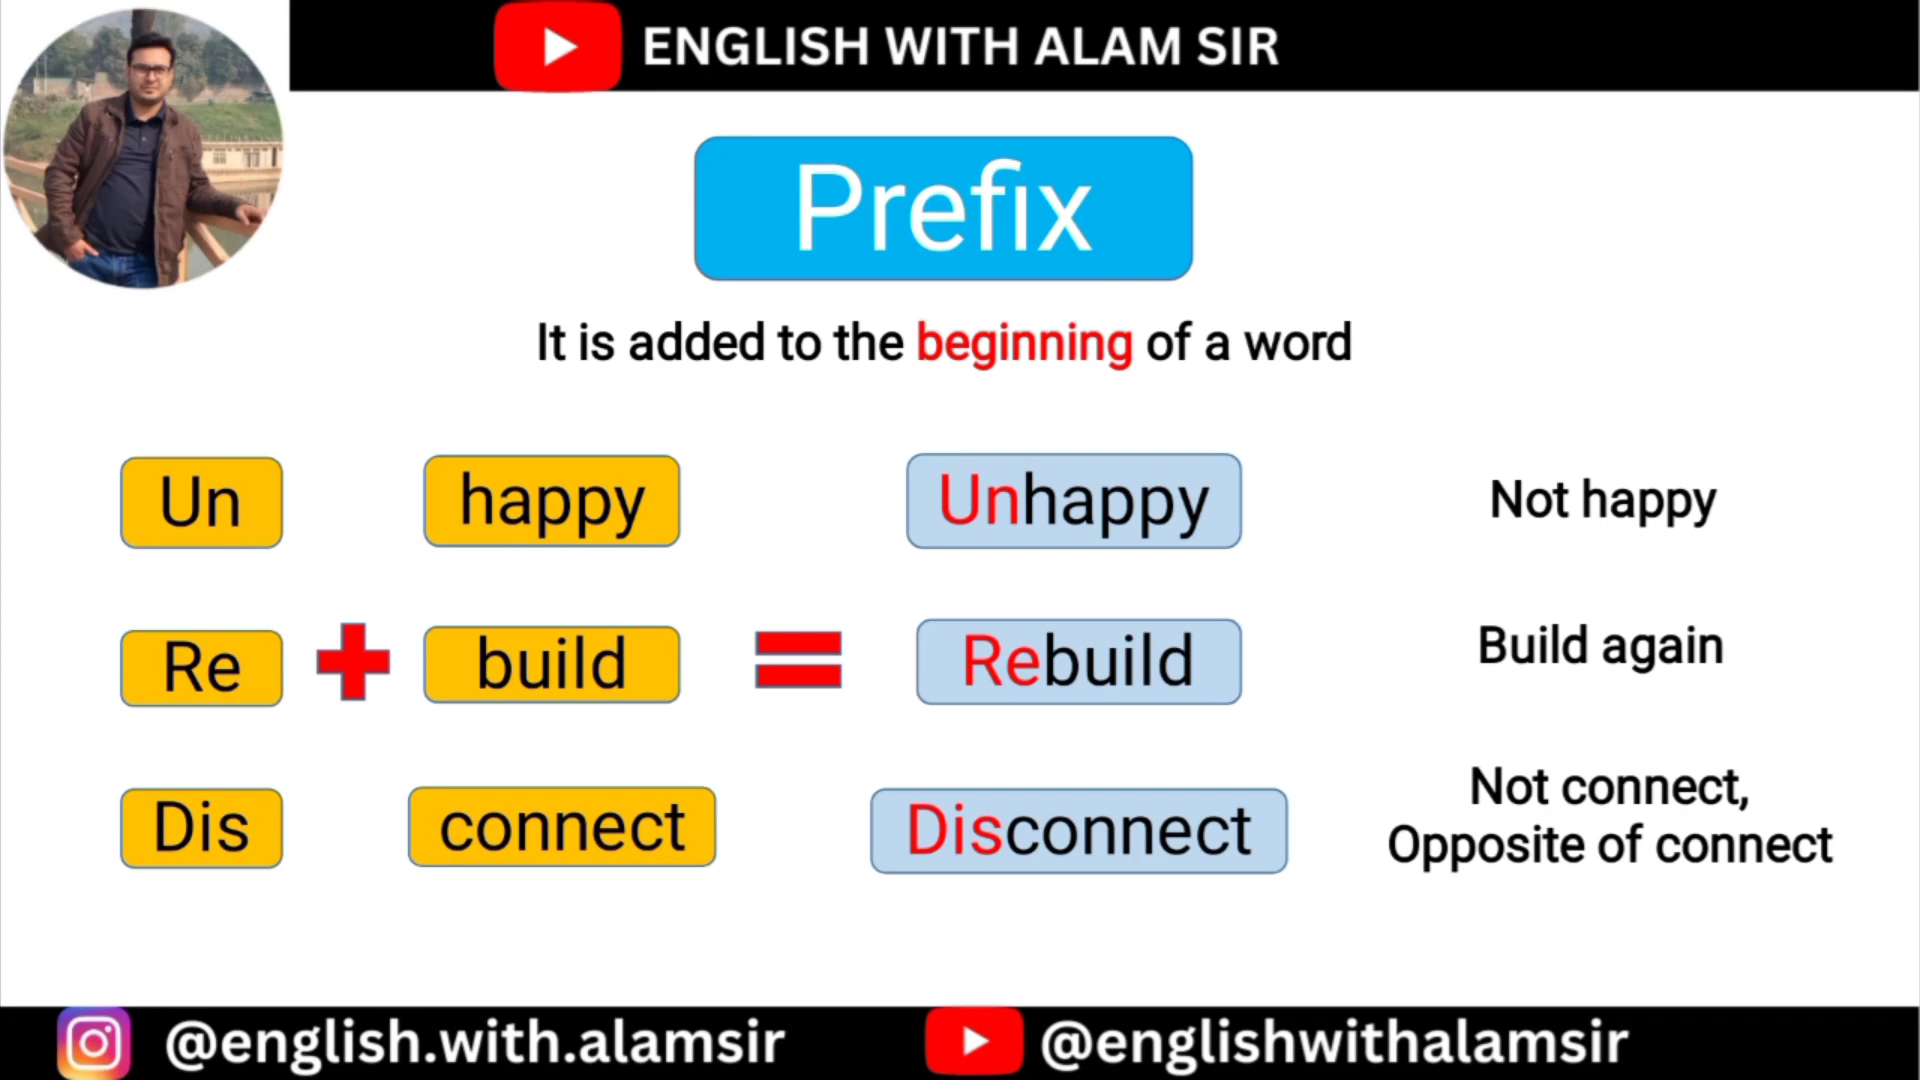 ENGLISH WITH ALAM SIR
Prefix
It is added to the beginning of a word
Un happy Unhappy Not happy
Re + build = Rebuild Build again
Dis connect Disconnect Not connect,
Opposite of connect
@english.with.alamsir @englishwithalamsir